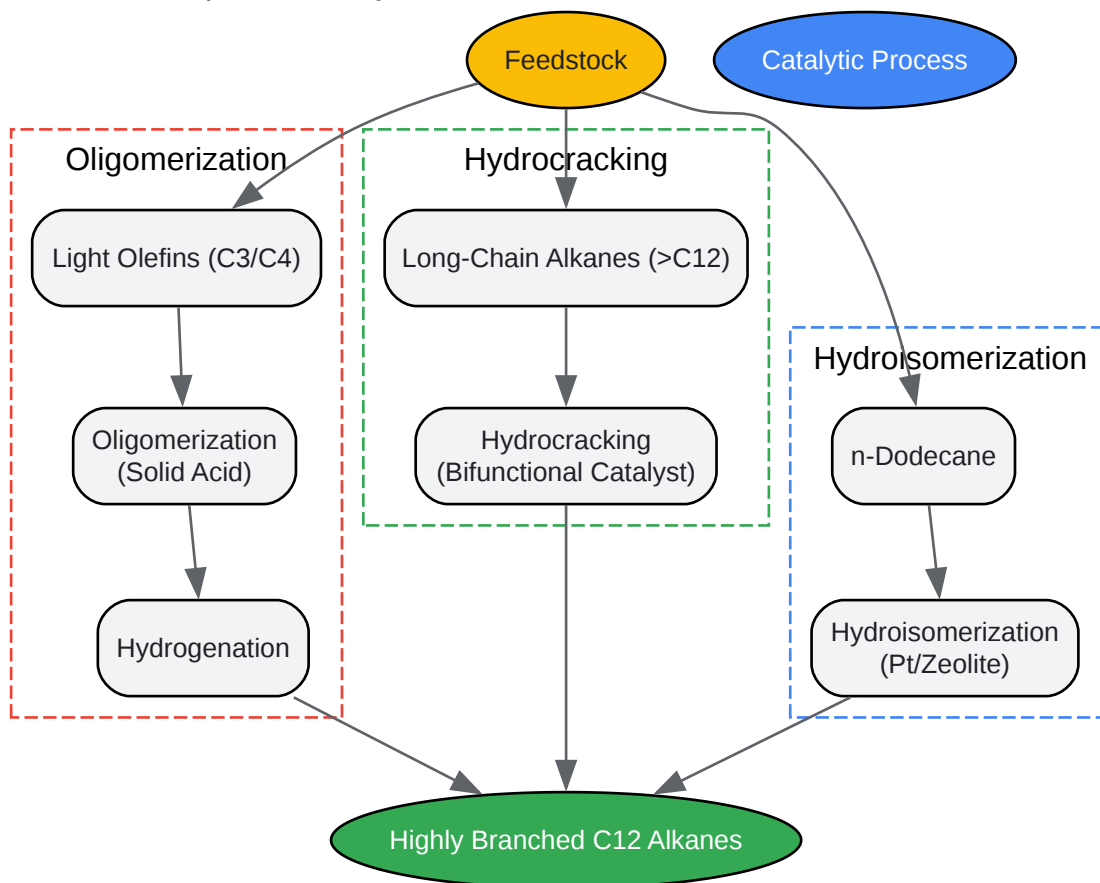 Feedstock
Catalytic Process
Oligomerization
Hydrocracking
Light Olefins (C3/C4)
Long-Chain Alkanes (>C12)
Hydroisomerization
Oligomerization
(Solid Acid)
Hydrocracking
(Bifunctional Catalyst)
n-Dodecane
Hydrogenation
Hydroisomerization
(Pt/Zeolite)
Highly Branched C12 Alkanes